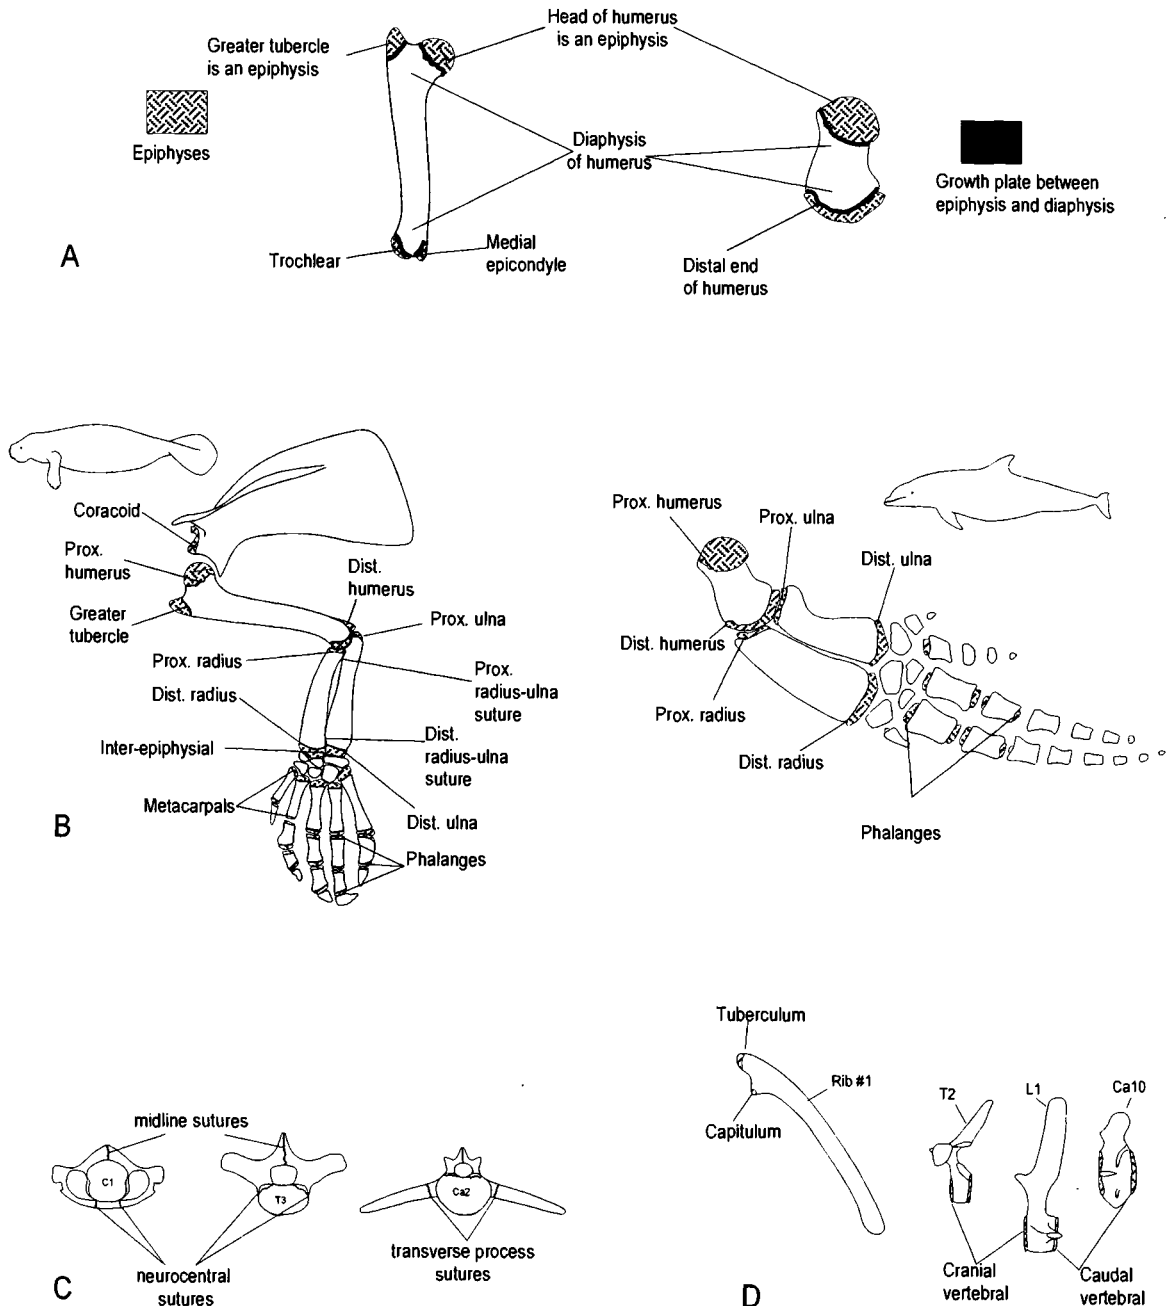 Head of humerus
is an epiphysis
Greater tubercle
is an epiphysis
Epiphyses
Diaphysis
of humerus
Growth plate between
epiphysis and diaphysis
A
Trochlear
Medial
epicondyle
Distal end
of humerus
Coracoid
Prox.
humerus
Greater
tubercle
Dist.
humerus
Prox. ulna
Prox. radius
Prox.
radius-ulna
suture
Dist. radius
Inter-epiphysial
Dist.
radius-ulna
suture
Metacarpals
Dist. ulna
Phalanges
B
Prox. humerus
Prox. ulna
Dist. ulna
Dist. humerus
Prox. radius
Dist. radius
Phalanges
midline sutures
C1
T3
Ca2
neurocentral
sutures
transverse process
sutures
C
Tuberculum
Rib #1
Capitulum
T2
L1
Ca10
Cranial
vertebral
Caudal
vertebral
D